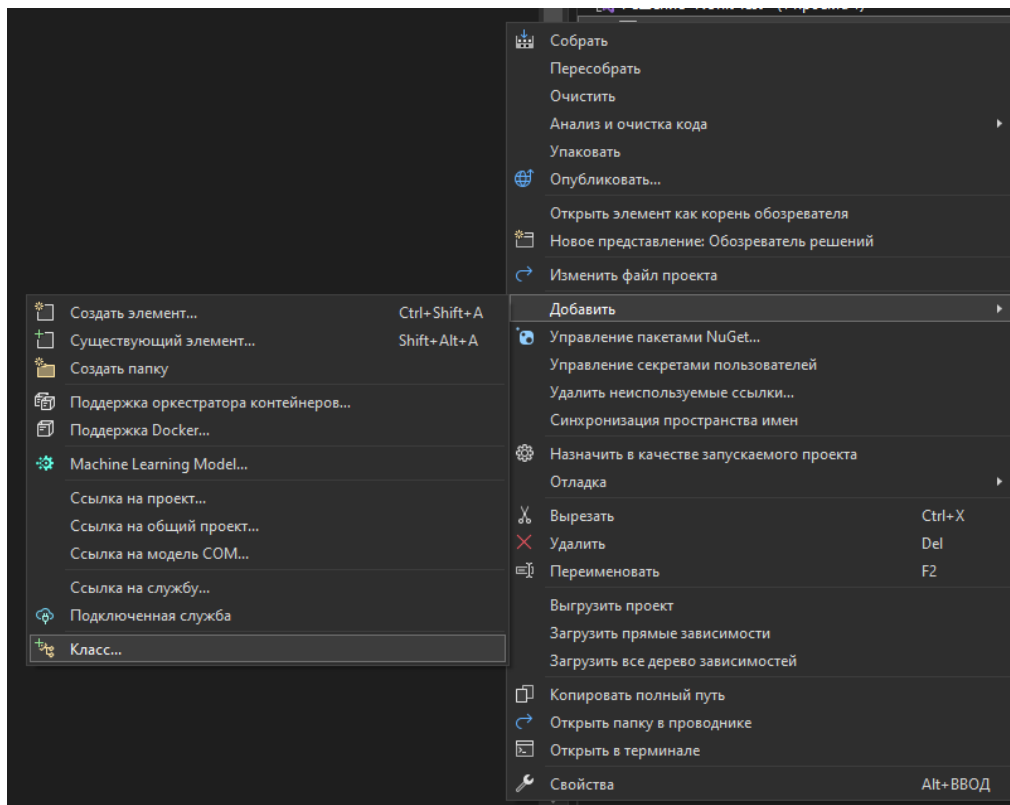 Собрать
Пересобрать
Очистить
Анализ и очистка кода
Упаковать
Опубликовать...
Открыть элемент как корень обозревателя
Новое представление: Обозреватель решений
Изменить файл проекта
Добавить
Управление пакетами NuGet...
Управление секретами пользователей
Удалить неиспользуемые ссылки...
Синхронизация пространства имен
Назначить в качестве запускаемого проекта
Отладка
Вырезать Ctrl+X
Удалить Del
Переименовать F2
Выгрузить проект
Загрузить прямые зависимости
Загрузить все дерево зависимостей
Копировать полный путь
Открыть папку в проводнике
Открыть в терминале
Свойства Alt+ВВОД
Создать элемент... Ctrl+Shift+A
Существующий элемент... Shift+Alt+A
Создать папку
Поддержка оркестратора контейнеров...
Поддержка Docker...
Machine Learning Model...
Ссылка на проект...
Ссылка на общий проект...
Ссылка на модель COM...
Ссылка на службу...
Подключенная служба
Класс...